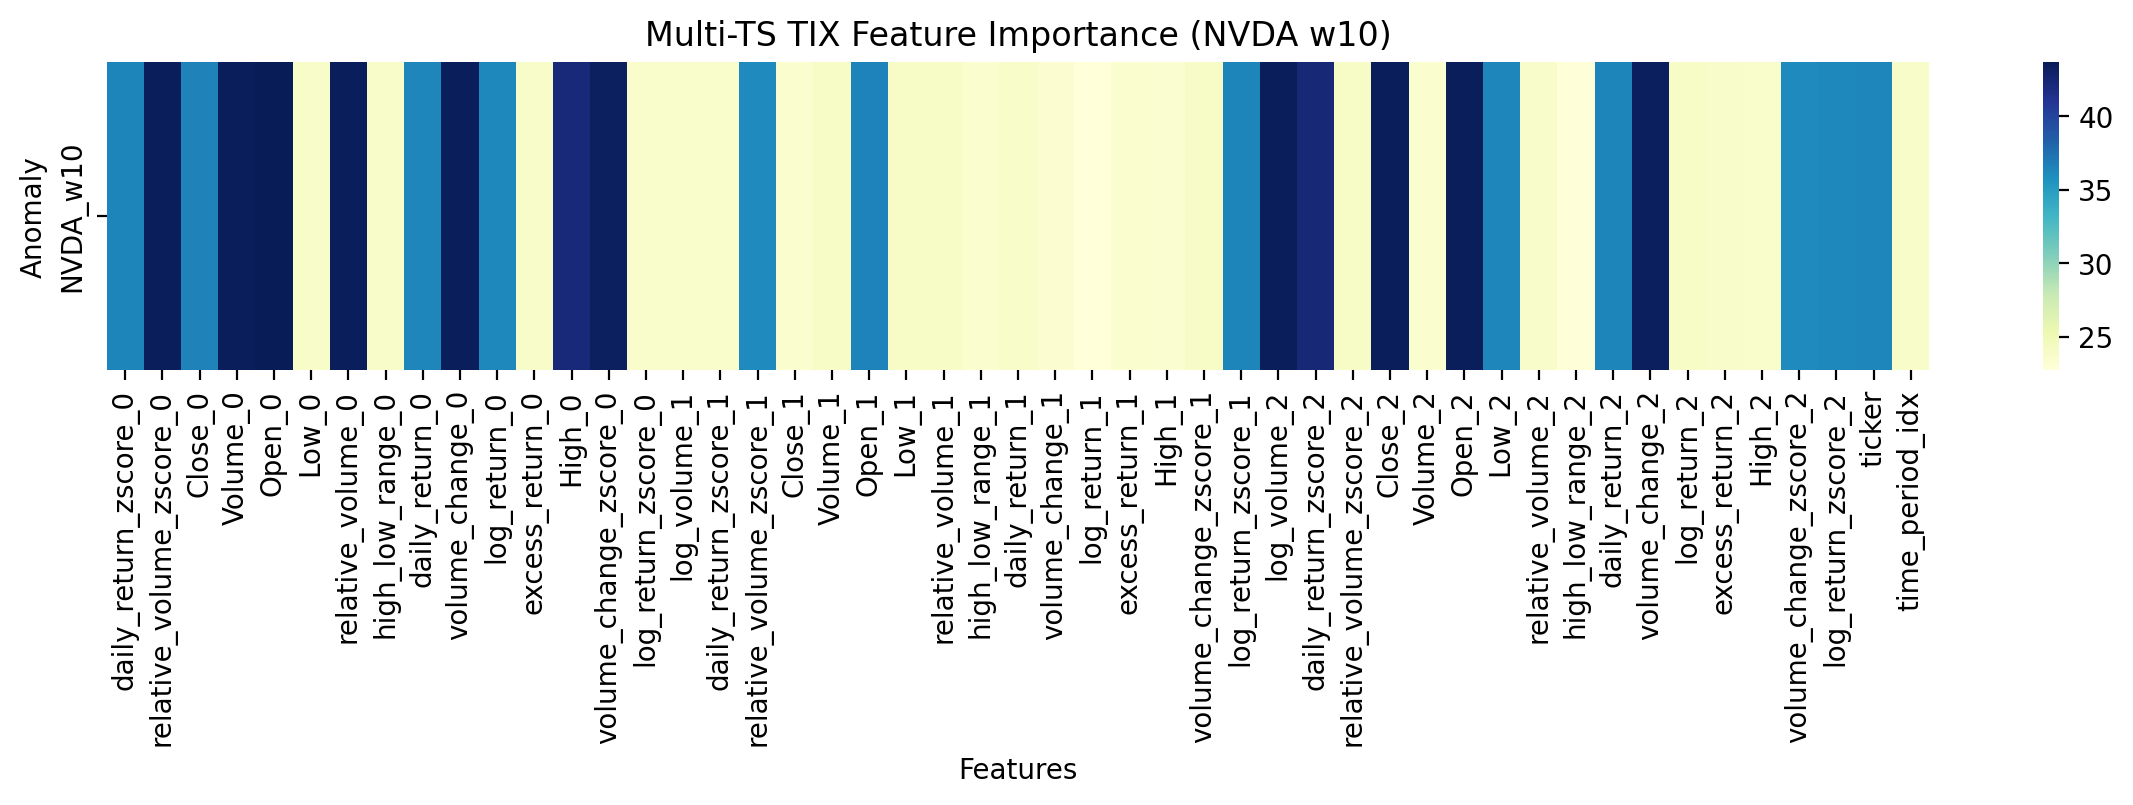 Multi-TS TIX Feature Importance (NVDA w10)
Anomaly
NVDA_w10
40
35
30
25
daily_return_zscore_0
relative_volume_zscore_0
Close_0
Volume_0
Open_0
Low_0
relative_volume_0
high_low_range_0
daily_return_0
volume_change_0
log_return_0
excess_return_0
High_0
volume_change_zscore_0
log_return_zscore_0
log_volume_1
daily_return_zscore_1
relative_volume_zscore_1
Close_1
Volume_1
Open_1
Low_1
relative_volume_1
high_low_range_1
daily_return_1
volume_change_1
log_return_1
excess_return_1
High_1
volume_change_zscore_1
log_return_zscore_1
log_volume_2
daily_return_zscore_2
relative_volume_zscore_2
Close_2
Volume_2
Open_2
Low_2
relative_volume_2
high_low_range_2
daily_return_2
volume_change_2
log_return_2
excess_return_2
High_2
volume_change_zscore_2
log_return_zscore_2
ticker
time_period_idx
Features